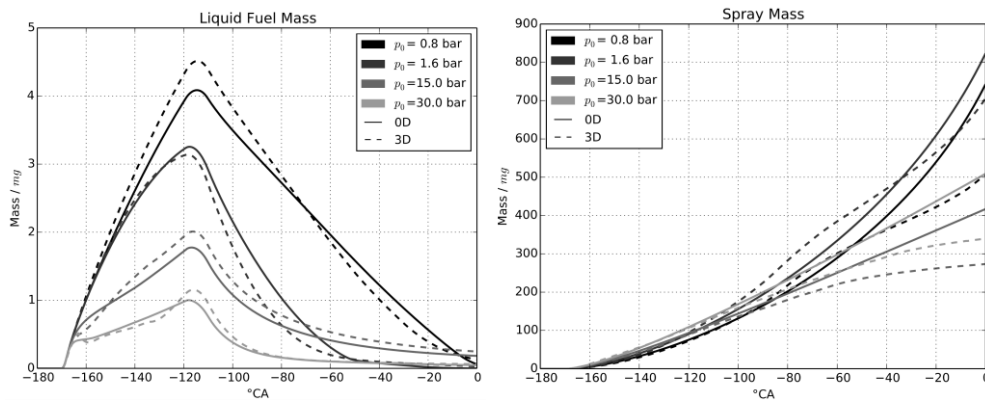 Liquid Fuel Mass
5
4
3
2
1
0
Mass / mg
−180 −160 −140 −120 −100 −80 −60 −40 −20 0
°CA
p₀ = 0.8 bar
p₀ = 1.6 bar
p₀ =15.0 bar
p₀ =30.0 bar
0D
3D
Spray Mass
900
800
700
600
500
400
300
200
100
0
Mass / mg
−180 −160 −140 −120 −100 −80 −60 −40 −20 0
°CA
p₀ = 0.8 bar
p₀ = 1.6 bar
p₀ =15.0 bar
p₀ =30.0 bar
0D
3D